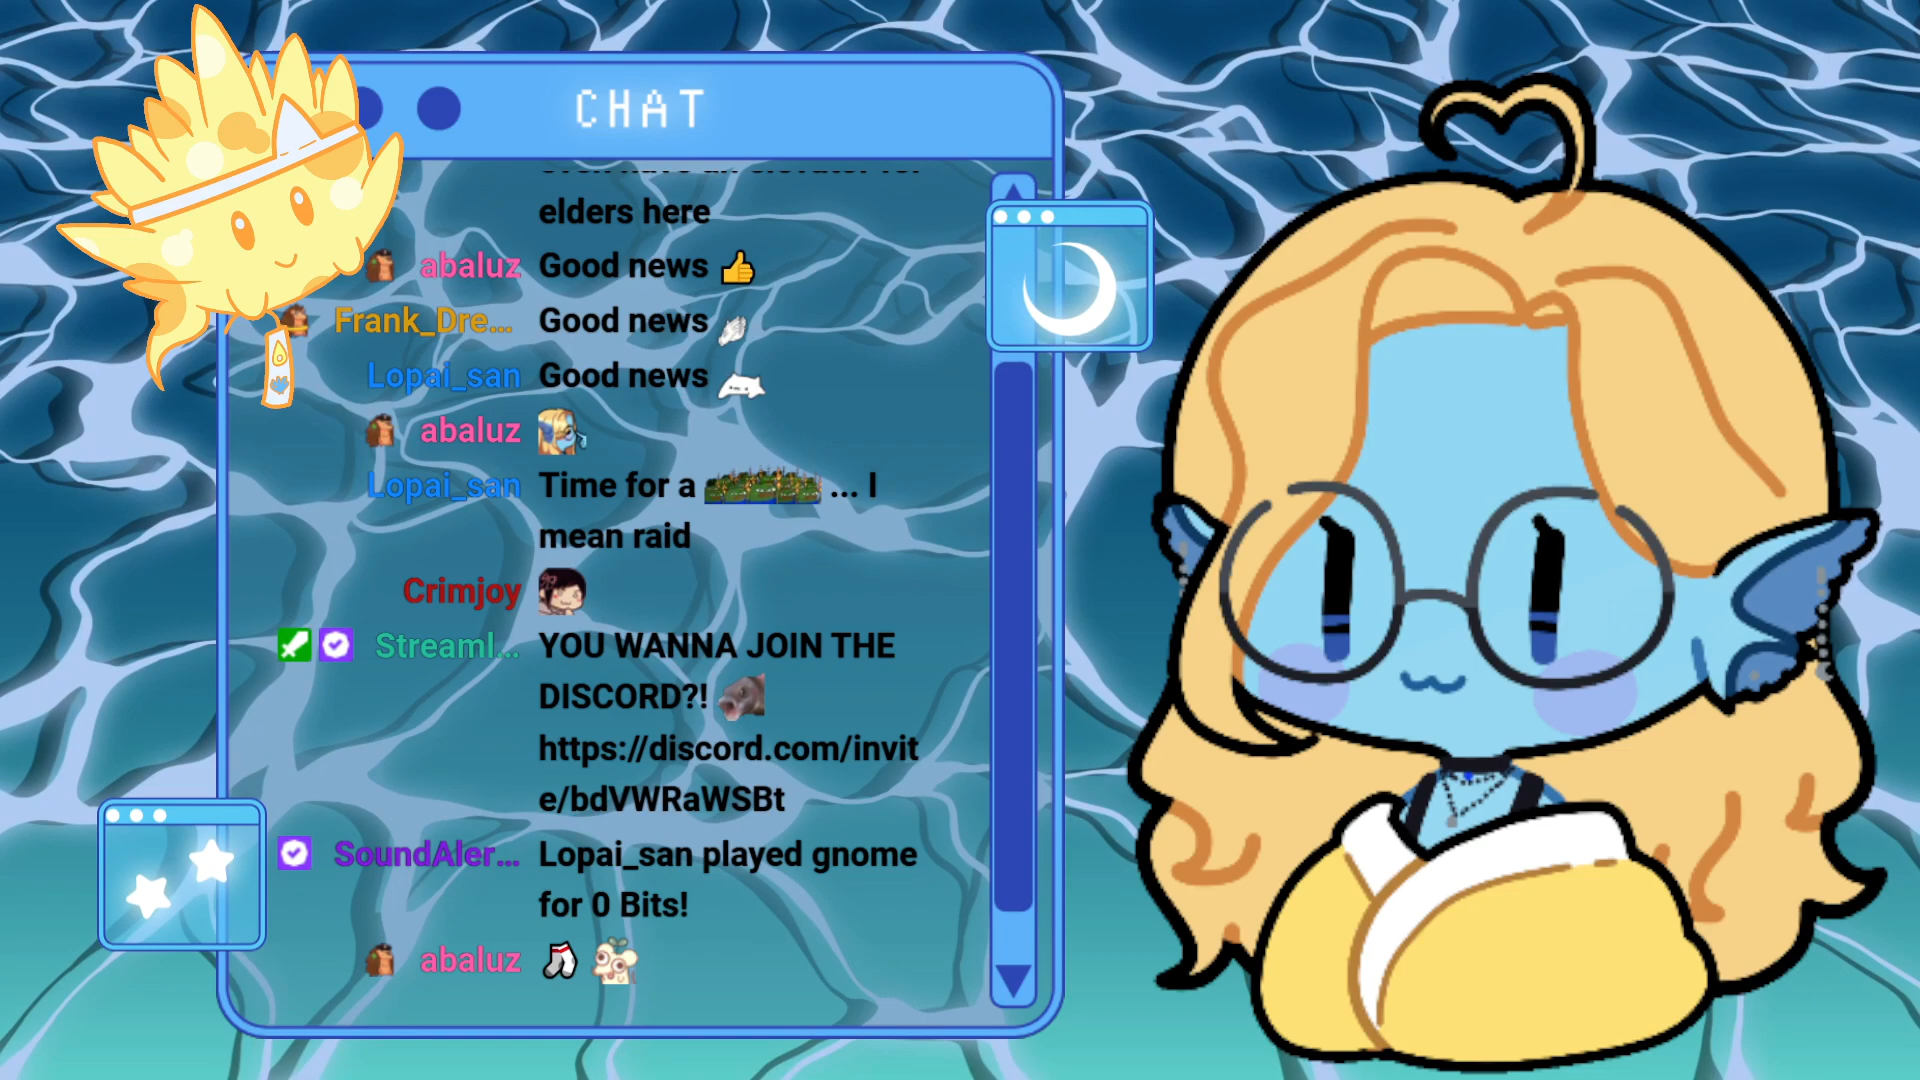 CHAT
elders here
abaluz Good news
Frank_Dre... Good news
Lopai_san Good news
abaluz
Lopai_san Time for a ... I
mean raid
Crimjoy
Streaml... YOU WANNA JOIN THE
DISCORD?!
https://discord.com/invit
e/bdVWRaWSBt
SoundAler... Lopai_san played gnome
for 0 Bits!
abaluz